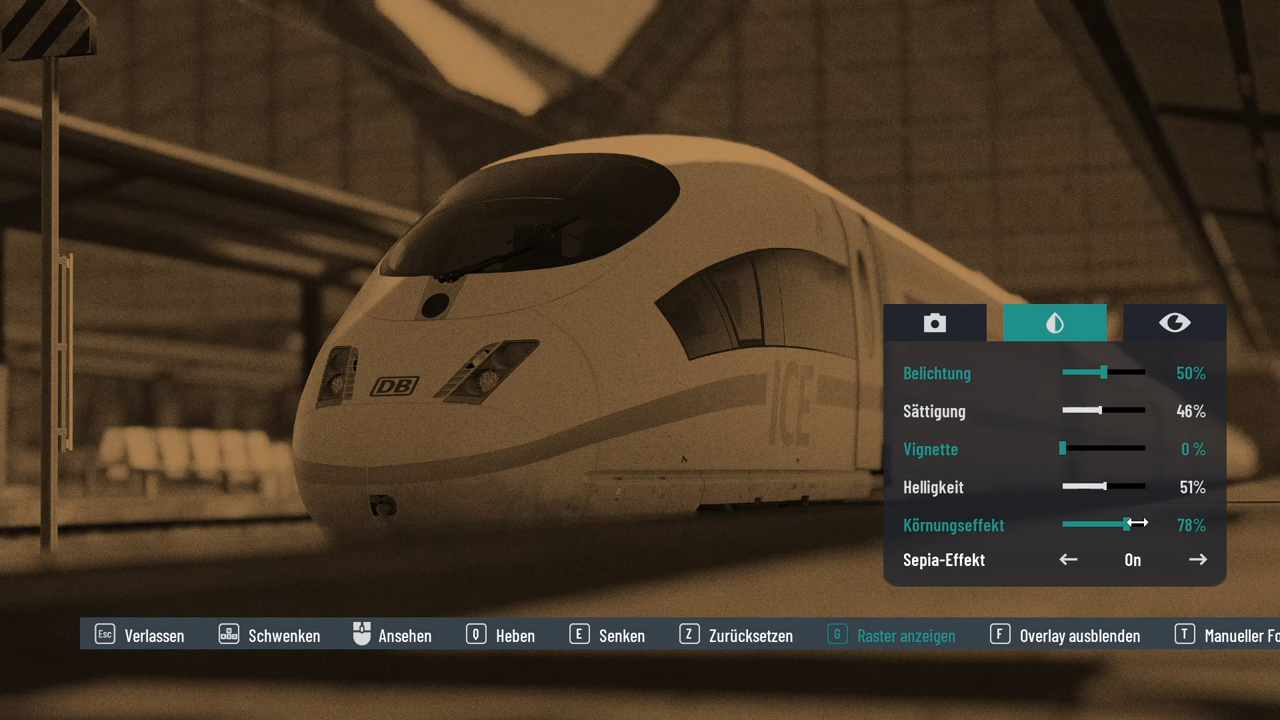 DB
ICE
Belichtung 50%
Sättigung 46%
Vignette 0 %
Helligkeit 51%
Körnungseffekt 78%
Sepia-Effekt ← On →
Esc Verlassen Schwenken Ansehen Q Heben E Senken Z Zurücksetzen G Raster anzeigen F Overlay ausblenden T Manueller Fo